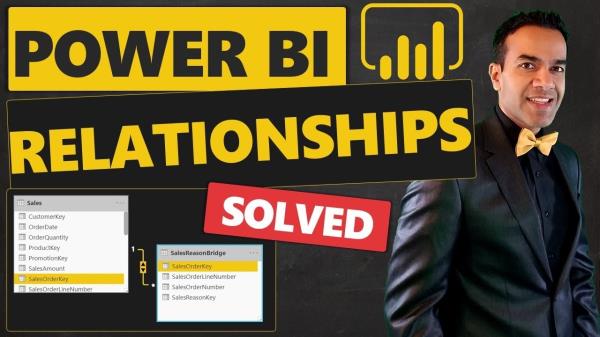 POWER BI
RELATIONSHIPS
SOLVED
Sales
CustomerKey
OrderDate
OrderQuantity
ProductKey
PromotionKey
SalesAmount
SalesOrderKey
SalesOrderLineNumber
1
*
SalesReasonBridge
SalesOrderKey
SalesOrderLineNumber
SalesOrderNumber
SalesReasonKey